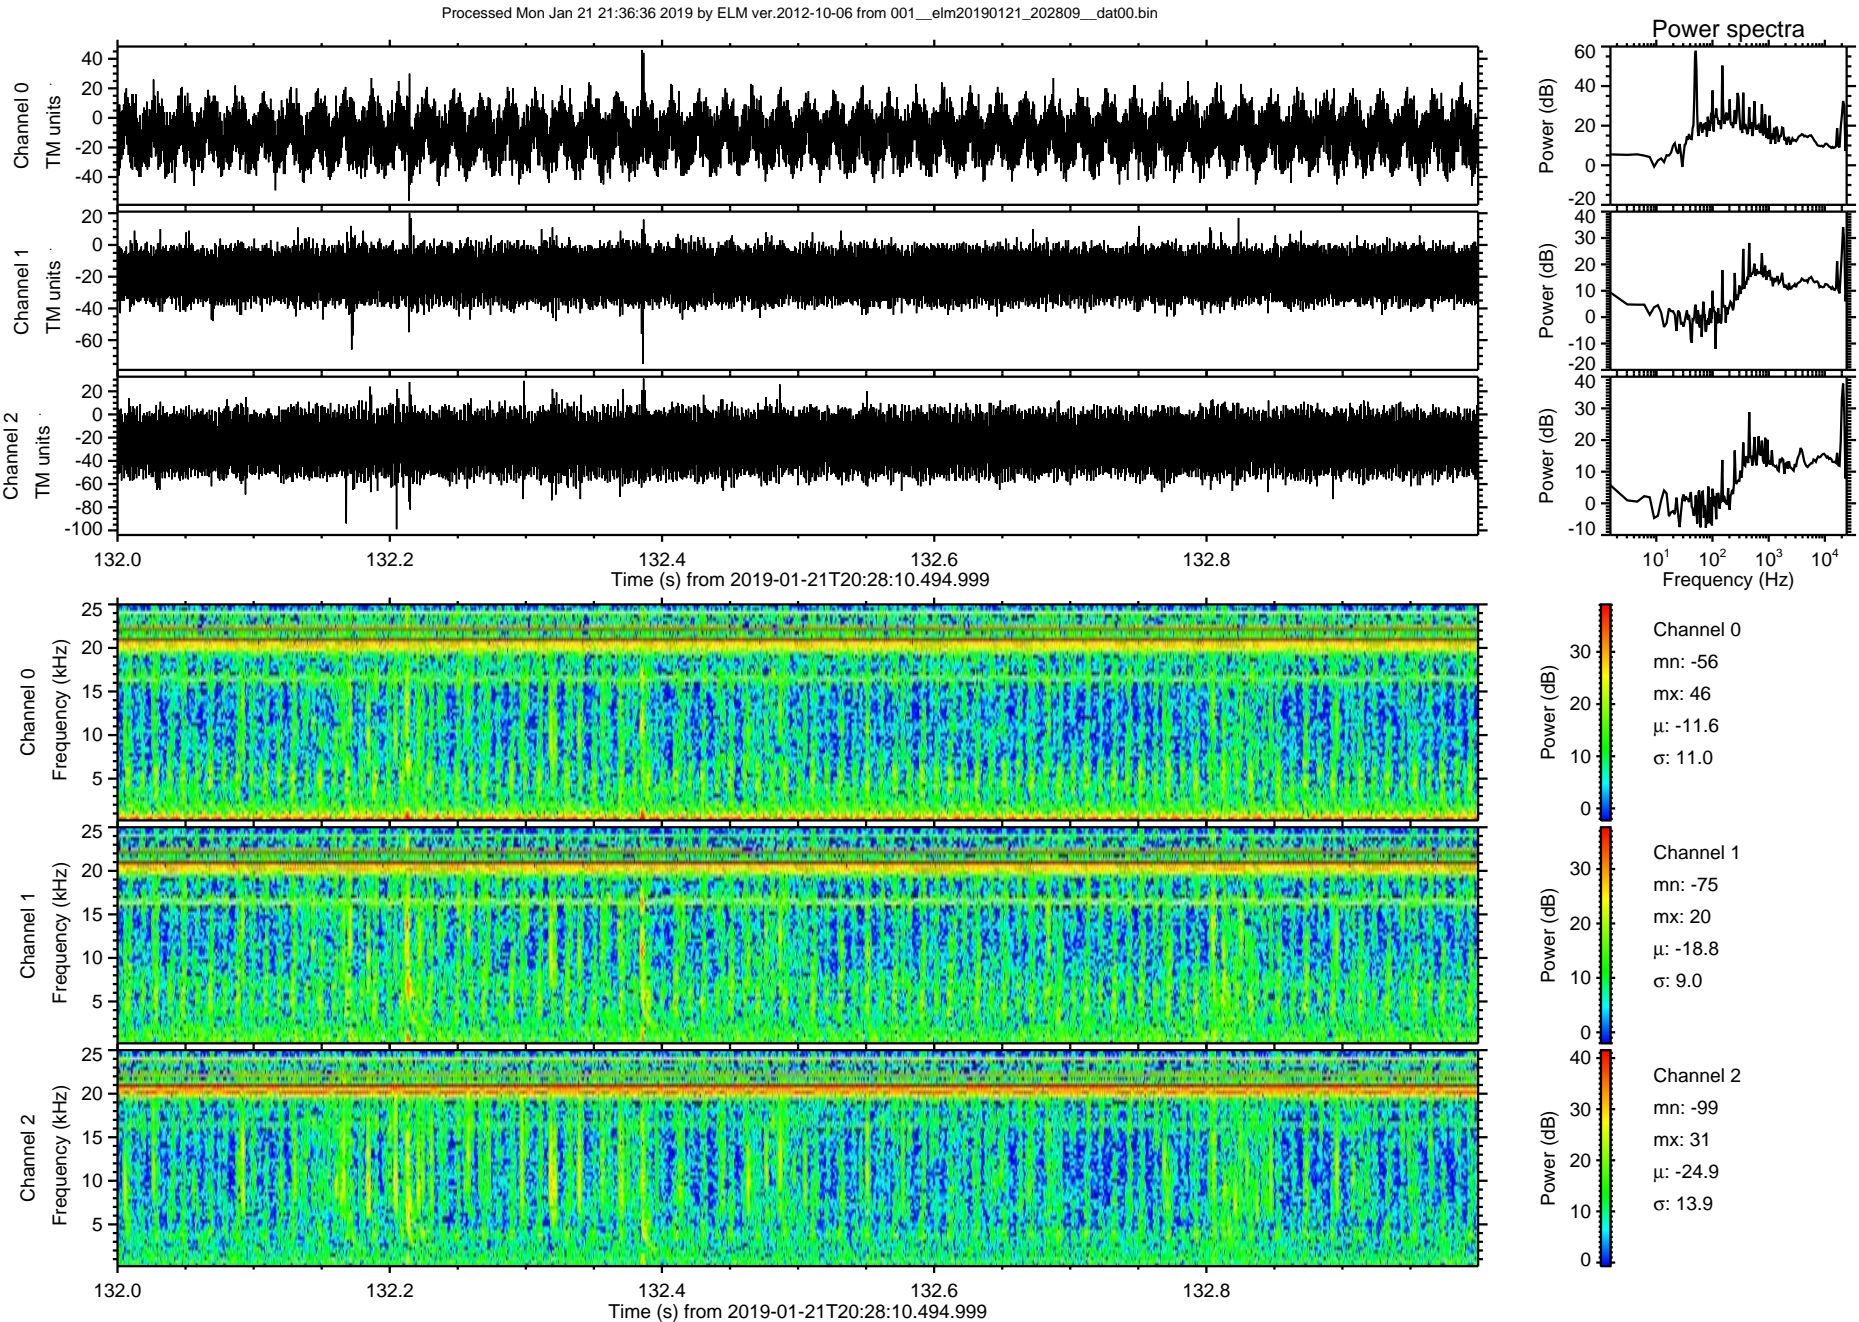 Processed Mon Jan 21 21:36:36 2019 by ELM ver.2012-10-06 from 001__elm20190121_202809__dat00.bin
Power spectra
Channel 0
TM units
40
20
0
-20
-40
Power (dB)
60
40
20
0
-20
Channel 1
TM units
20
0
-20
-40
-60
Power (dB)
40
30
20
10
0
-10
-20
Channel 2
TM units
20
0
-20
-40
-60
-80
-100
Power (dB)
40
30
20
10
0
-10
132.0 132.2 132.4 132.6 132.8
Time (s) from 2019-01-21T20:28:10.494.999
10^1 10^2 10^3 10^4
Frequency (Hz)
Channel 0
Frequency (kHz)
25
20
15
10
5
Power (dB)
30
20
10
0
Channel 0
mn: -56
mx: 46
μ: -11.6
σ: 11.0
Channel 1
Frequency (kHz)
25
20
15
10
5
Power (dB)
30
20
10
0
Channel 1
mn: -75
mx: 20
μ: -18.8
σ: 9.0
Channel 2
Frequency (kHz)
25
20
15
10
5
Power (dB)
40
30
20
10
0
Channel 2
mn: -99
mx: 31
μ: -24.9
σ: 13.9
132.0 132.2 132.4 132.6 132.8
Time (s) from 2019-01-21T20:28:10.494.999